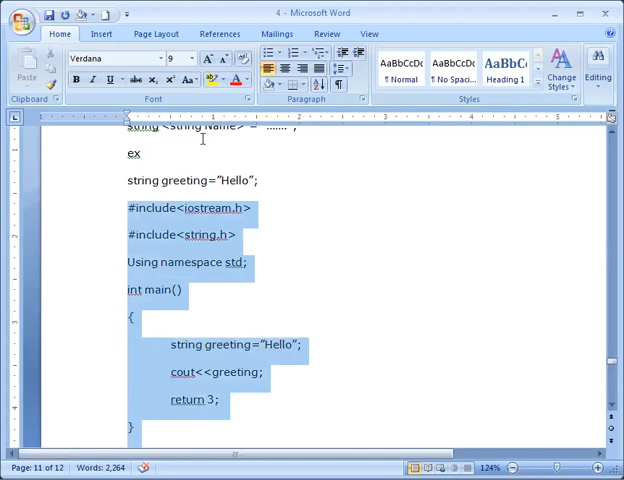 4 - Microsoft Word
Home Insert Page Layout References Mailings Review View
Verdana 9
Paste
Clipboard Font Paragraph Styles
AaBbCcDc AaBbCcDc AaBbC
¶ Normal ¶ No Spaci... Heading 1
Change Styles
Editing
string <string Name> = ".......";
ex
string greeting="Hello";
#include<iostream.h>
#include<string.h>
Using namespace std;
int main()
{
string greeting="Hello";
cout<<greeting;
return 3;
}
Page: 11 of 12 Words: 2,264 124%